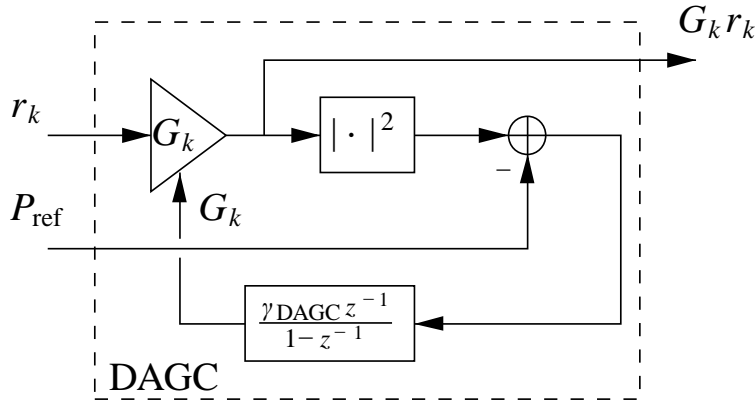 G_k r_k
r_k
G_k
| · |^2
−
P_ref
G_k
γ_DAGC z^−1
1− z^−1
DAGC